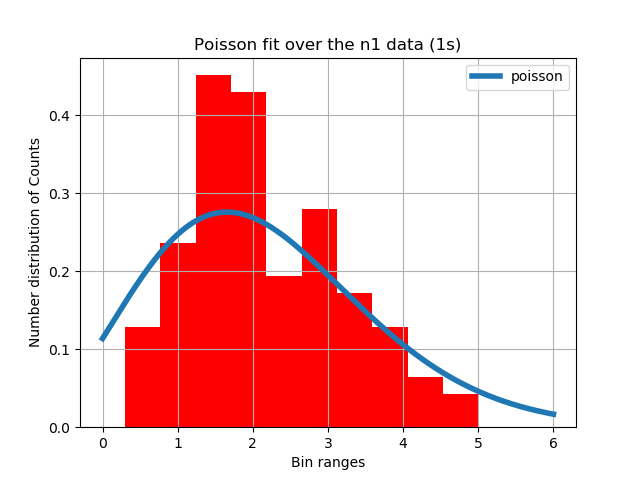 Poisson fit over the n1 data (1s)
poisson
Number distribution of Counts
0.4
0.3
0.2
0.1
0.0
0 1 2 3 4 5 6
Bin ranges